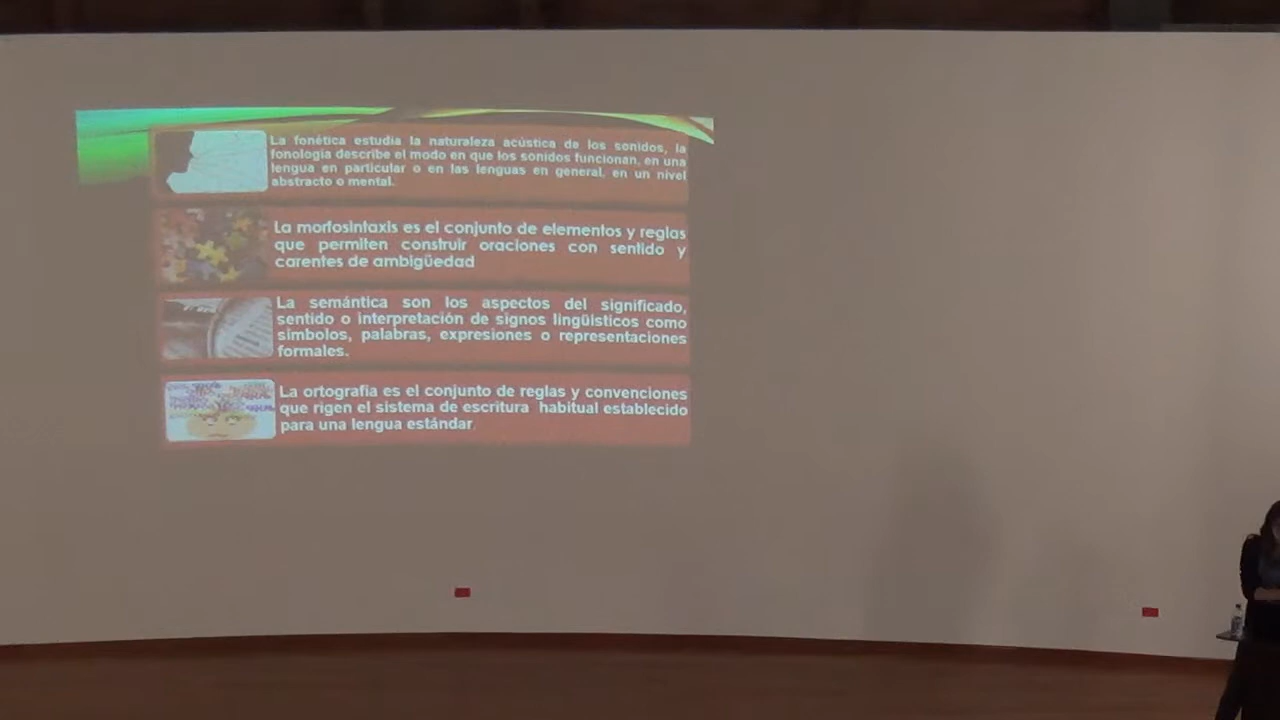 La fonética estudia la naturaleza acústica de los sonidos, la
fonología describe el modo en que los sonidos funcionan, en una
lengua en particular o en las lenguas en general, en un nivel
abstracto o mental.
La morfosintaxis es el conjunto de elementos y reglas
que permiten construir oraciones con sentido y
carentes de ambigüedad
La semántica son los aspectos del significado,
sentido o interpretación de signos lingüísticos como
símbolos, palabras, expresiones o representaciones
formales.
La ortografía es el conjunto de reglas y convenciones
que rigen el sistema de escritura habitual establecido
para una lengua estándar.